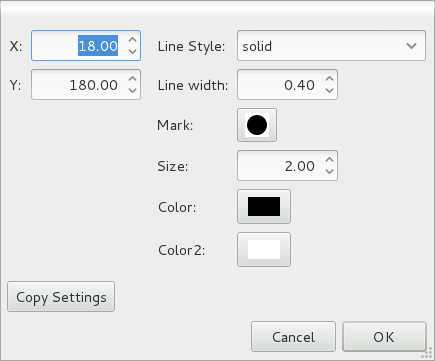 X: 18.00 Line Style: solid
Y: 180.00 Line width: 0.40
Mark:
Size: 2.00
Color:
Color2:
Copy Settings
Cancel OK